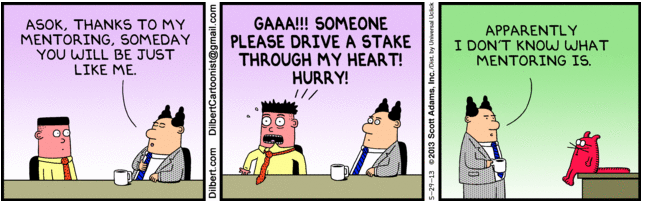 ASOK, THANKS TO MY
MENTORING, SOMEDAY
YOU WILL BE JUST
LIKE ME.
Dilbert.com DilbertCartoonist@gmail.com
GAAA!!! SOMEONE
PLEASE DRIVE A STAKE
THROUGH MY HEART!
HURRY!
5-29-13 © 2013 Scott Adams, Inc. /Dist. by Universal Uclick
APPARENTLY
I DON'T KNOW WHAT
MENTORING IS.